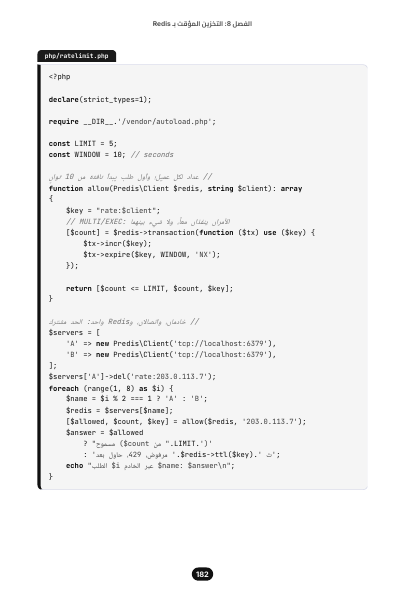 الفصل 8: التخزين المؤقت بـ Redis
php/ratelimit.php
<?php
declare(strict_types=1);
require __DIR__.'/vendor/autoload.php';
const LIMIT = 5;
const WINDOW = 10; // seconds
// عداد لكل عميل، وأول طلب يبدأ نافذة من 10 ثوانٍ
function allow(Predis\Client $redis, string $client): array
{
$key = "rate:$client";
// MULTI/EXEC: الأمران ينفذان معاً، ولا شيء بينهما
[$count] = $redis->transaction(function ($tx) use ($key) {
$tx->incr($key);
$tx->expire($key, WINDOW, 'NX');
});
return [$count <= LIMIT, $count, $key];
}
// خادمان، واتصالان، وRedis واحد: الحد مشترك
$servers = [
'A' => new Predis\Client('tcp://localhost:6379'),
'B' => new Predis\Client('tcp://localhost:6379'),
];
$servers['A']->del('rate:203.0.113.7');
foreach (range(1, 8) as $i) {
$name = $i % 2 === 1 ? 'A' : 'B';
$redis = $servers[$name];
[$allowed, $count, $key] = allow($redis, '203.0.113.7');
$answer = $allowed
? "مسموح ($count من ".LIMIT.')'
: 'مرفوض، 429، حاول بعد '.$redis->ttl($key).' ث';
echo "الطلب $i عبر الخادم $name: $answer\n";
}
182